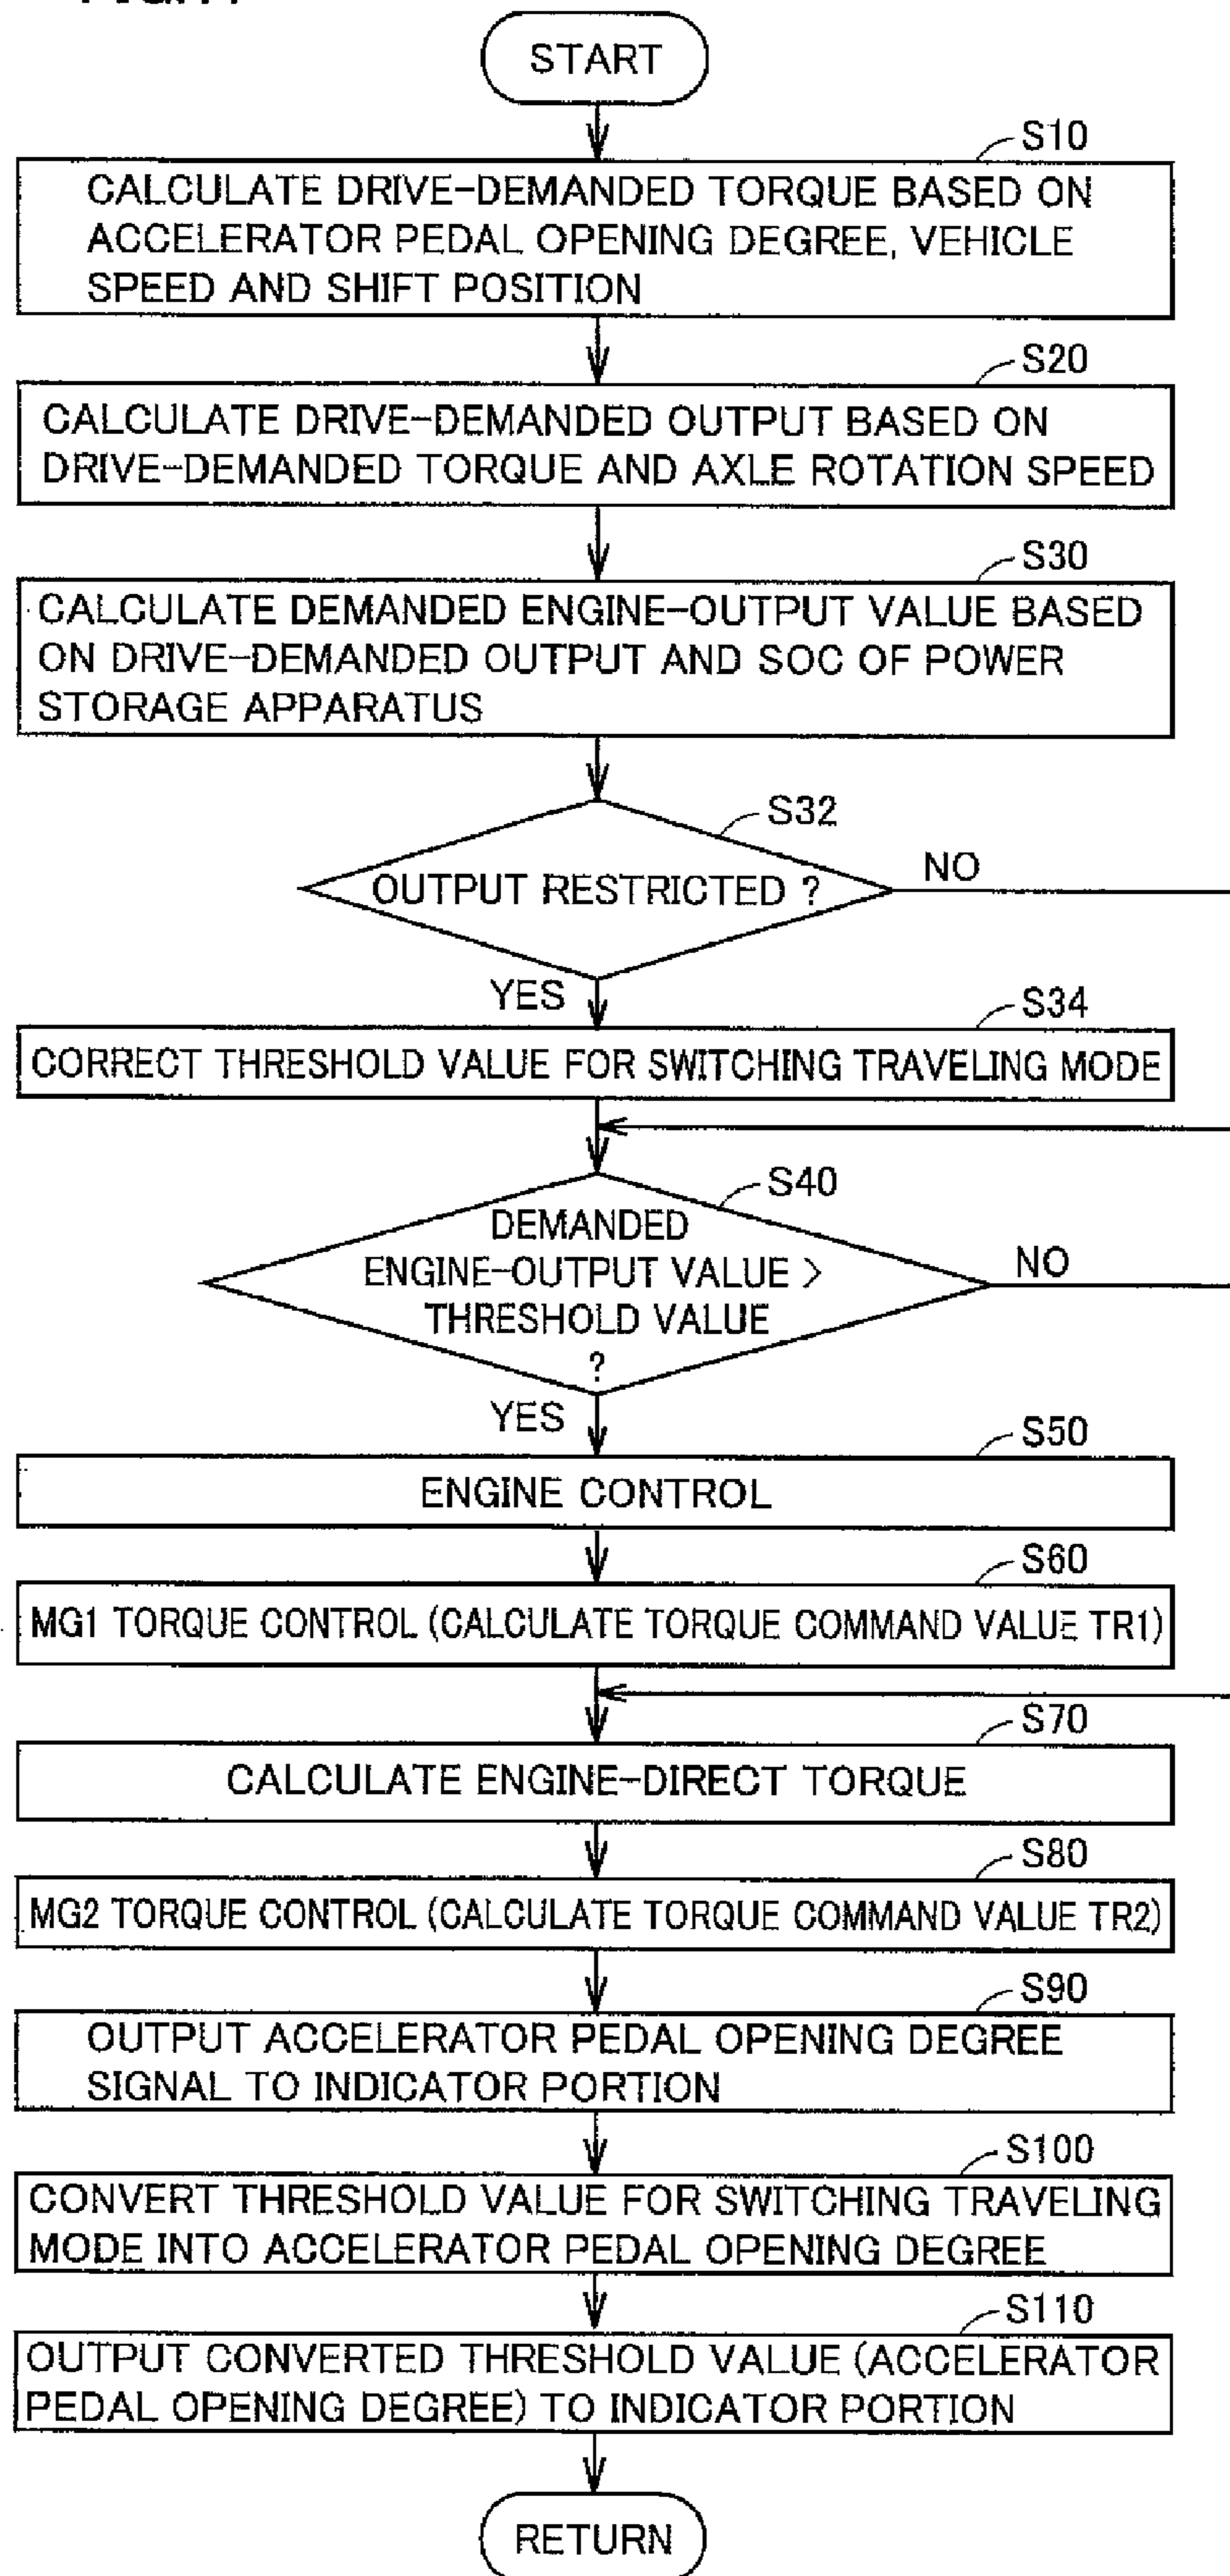 START
S10
CALCULATE DRIVE-DEMANDED TORQUE BASED ON
ACCELERATOR PEDAL OPENING DEGREE, VEHICLE
SPEED AND SHIFT POSITION
S20
CALCULATE DRIVE-DEMANDED OUTPUT BASED ON
DRIVE-DEMANDED TORQUE AND AXLE ROTATION SPEED
S30
CALCULATE DEMANDED ENGINE-OUTPUT VALUE BASED
ON DRIVE-DEMANDED OUTPUT AND SOC OF POWER
STORAGE APPARATUS
S32
OUTPUT RESTRICTED ?
NO
YES
S34
CORRECT THRESHOLD VALUE FOR SWITCHING TRAVELING MODE
S40
DEMANDED
ENGINE-OUTPUT VALUE >
THRESHOLD VALUE
?
NO
YES
S50
ENGINE CONTROL
S60
MG1 TORQUE CONTROL (CALCULATE TORQUE COMMAND VALUE TR1)
S70
CALCULATE ENGINE-DIRECT TORQUE
S80
MG2 TORQUE CONTROL (CALCULATE TORQUE COMMAND VALUE TR2)
S90
OUTPUT ACCELERATOR PEDAL OPENING DEGREE
SIGNAL TO INDICATOR PORTION
S100
CONVERT THRESHOLD VALUE FOR SWITCHING TRAVELING
MODE INTO ACCELERATOR PEDAL OPENING DEGREE
S110
OUTPUT CONVERTED THRESHOLD VALUE (ACCELERATOR
PEDAL OPENING DEGREE) TO INDICATOR PORTION
RETURN